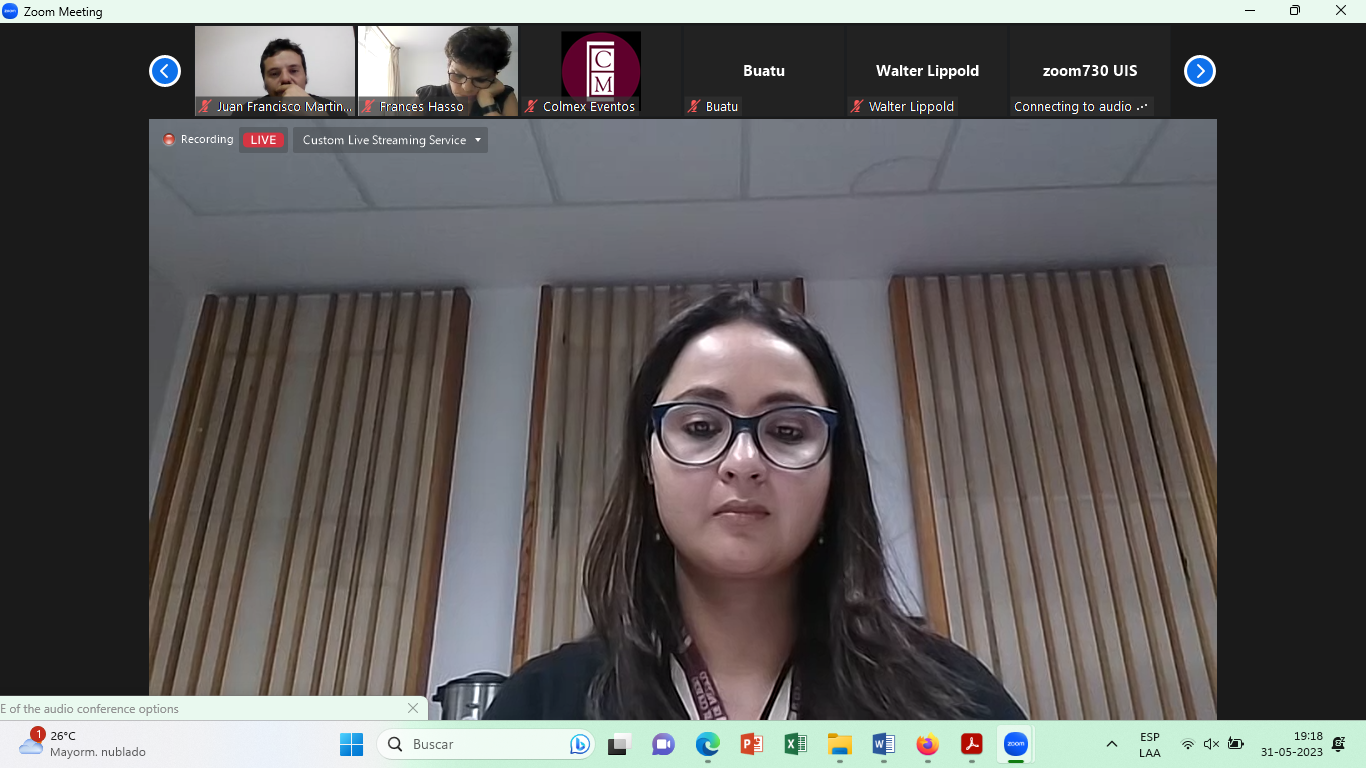 Zoom Meeting
C
M
Buatu
Walter Lippold
zoom730 UIS
Juan Francisco Martin...
Frances Hasso
Colmex Eventos
Buatu
Walter Lippold
Connecting to audio
Recording
LIVE
Custom Live Streaming Service
E of the audio conference options
1
26°C
Mayorm. nublado
Buscar
zoom
ESP
LAA
19:18
31-05-2023